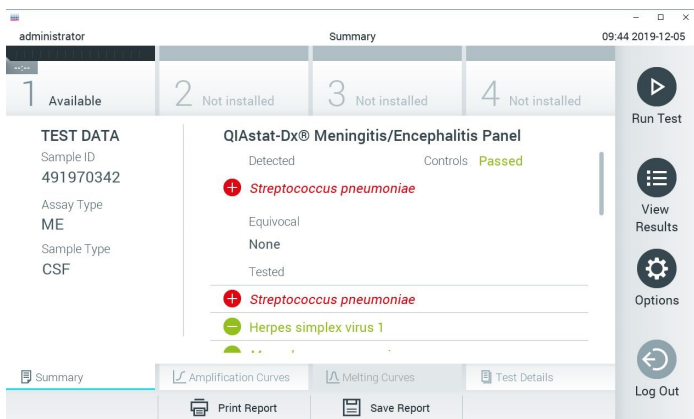 administrator
Summary
09:44 2019-12-05
--:--
1 Available
2 Not installed
3 Not installed
4 Not installed
Run Test
TEST DATA
Sample ID
491970342
Assay Type
ME
Sample Type
CSF
QIAstat-Dx® Meningitis/Encephalitis Panel
Detected
Controls Passed
Streptococcus pneumoniae
Equivocal
None
Tested
Streptococcus pneumoniae
Herpes simplex virus 1
View
Results
Options
Log Out
Summary
Amplification Curves
Melting Curves
Test Details
Print Report
Save Report